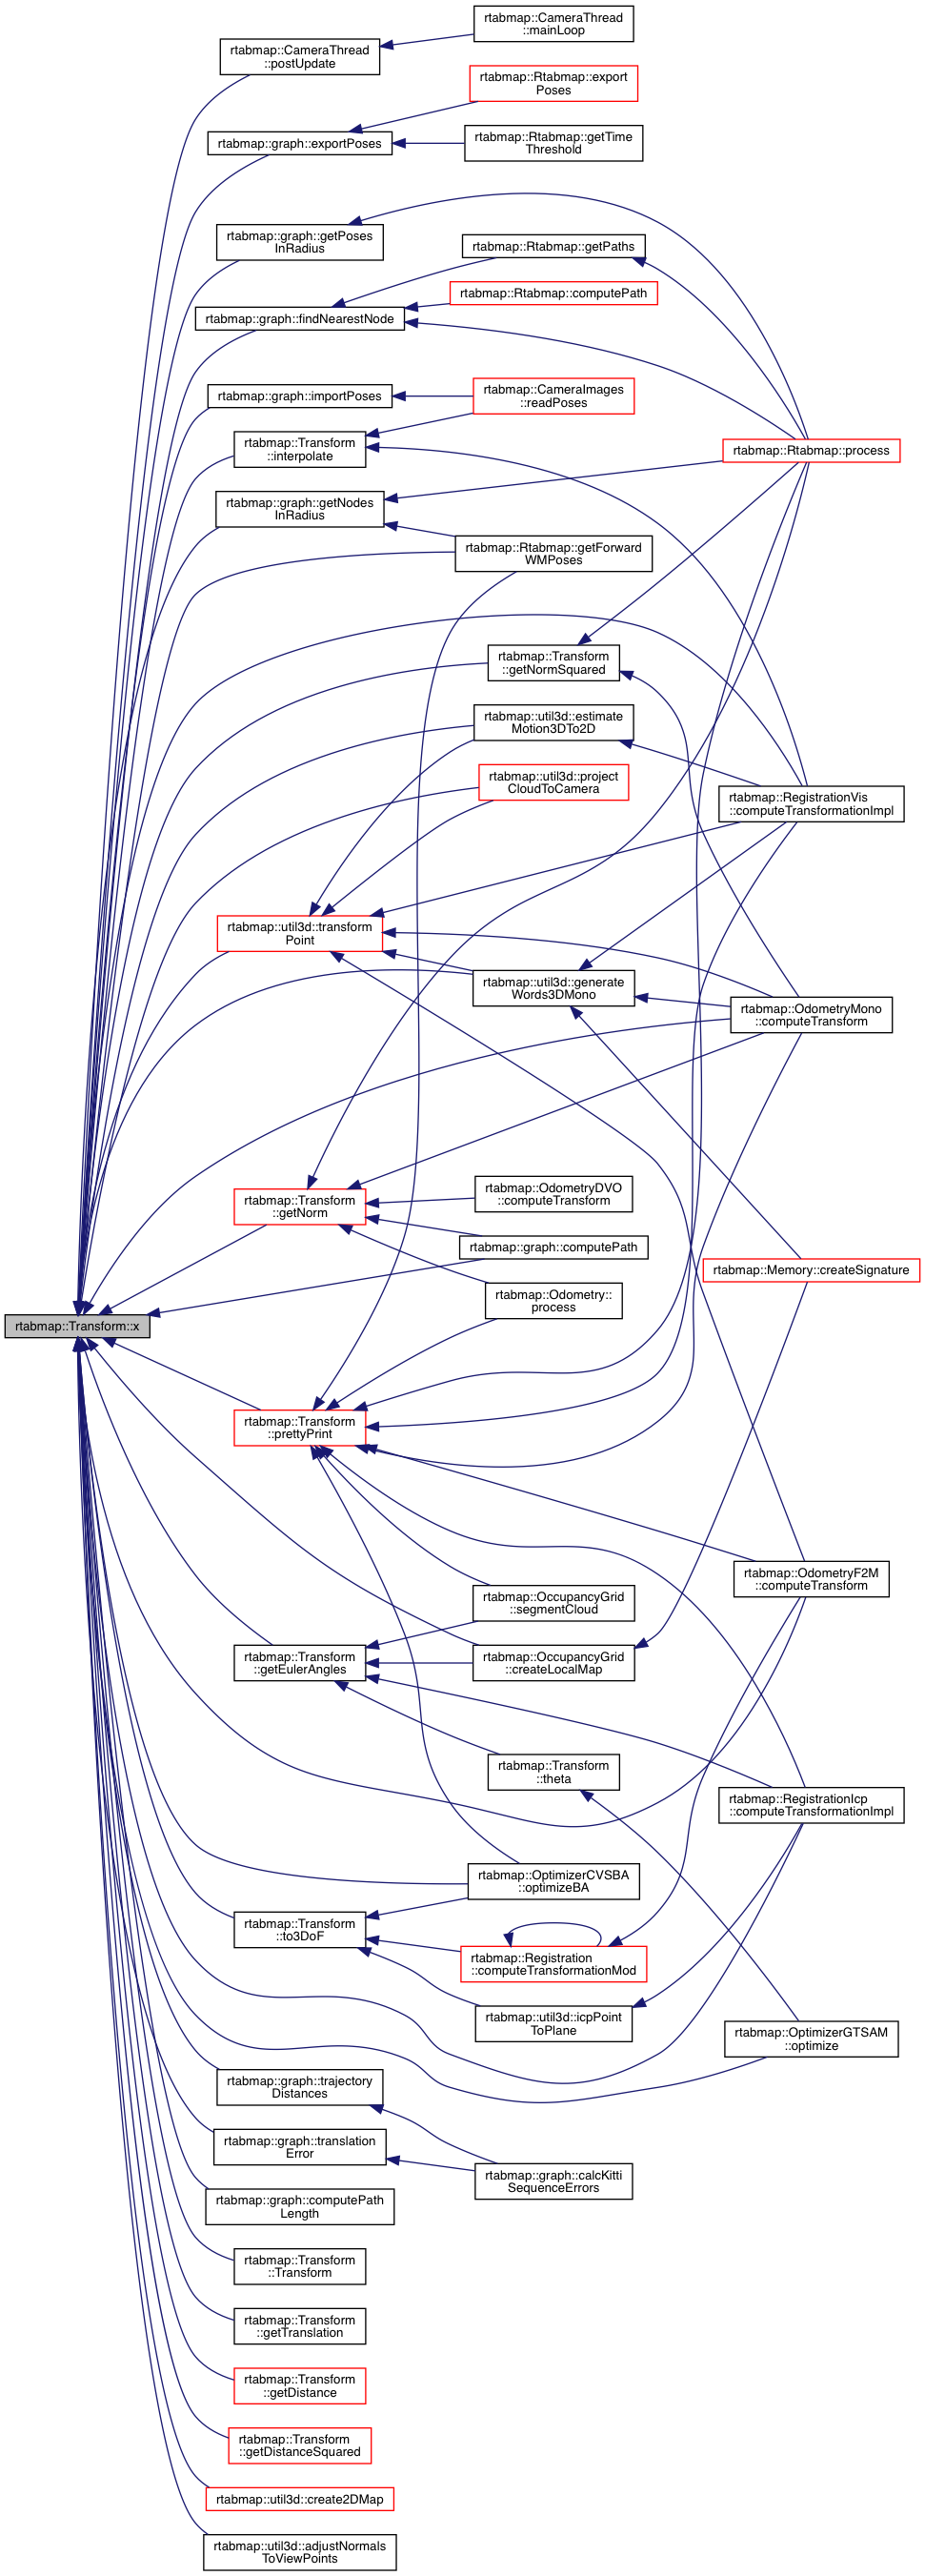 rtabmap::CameraThread
::mainLoop
rtabmap::CameraThread
::postUpdate
rtabmap::Rtabmap::export
Poses
rtabmap::graph::exportPoses
rtabmap::Rtabmap::getTime
Threshold
rtabmap::graph::getPoses
InRadius
rtabmap::Rtabmap::getPaths
rtabmap::Rtabmap::computePath
rtabmap::graph::findNearestNode
rtabmap::graph::importPoses
rtabmap::CameraImages
::readPoses
rtabmap::Transform
::interpolate
rtabmap::Rtabmap::process
rtabmap::graph::getNodes
InRadius
rtabmap::Rtabmap::getForward
WMPoses
rtabmap::Transform
::getNormSquared
rtabmap::util3d::estimate
Motion3DTo2D
rtabmap::util3d::project
CloudToCamera
rtabmap::RegistrationVis
::computeTransformationImpl
rtabmap::util3d::transform
Point
rtabmap::util3d::generate
Words3DMono
rtabmap::OdometryMono
::computeTransform
rtabmap::Transform
::getNorm
rtabmap::OdometryDVO
::computeTransform
rtabmap::graph::computePath
rtabmap::Memory::createSignature
rtabmap::Odometry::
process
rtabmap::Transform::x
rtabmap::Transform
::prettyPrint
rtabmap::OdometryF2M
::computeTransform
rtabmap::OccupancyGrid
::segmentCloud
rtabmap::Transform
::getEulerAngles
rtabmap::OccupancyGrid
::createLocalMap
rtabmap::Transform
::theta
rtabmap::RegistrationIcp
::computeTransformationImpl
rtabmap::OptimizerCVSBA
::optimizeBA
rtabmap::Transform
::to3DoF
rtabmap::Registration
::computeTransformationMod
rtabmap::util3d::icpPoint
ToPlane
rtabmap::OptimizerGTSAM
::optimize
rtabmap::graph::trajectory
Distances
rtabmap::graph::translation
Error
rtabmap::graph::calcKitti
SequenceErrors
rtabmap::graph::computePath
Length
rtabmap::Transform
::Transform
rtabmap::Transform
::getTranslation
rtabmap::Transform
::getDistance
rtabmap::Transform
::getDistanceSquared
rtabmap::util3d::create2DMap
rtabmap::util3d::adjustNormals
ToViewPoints